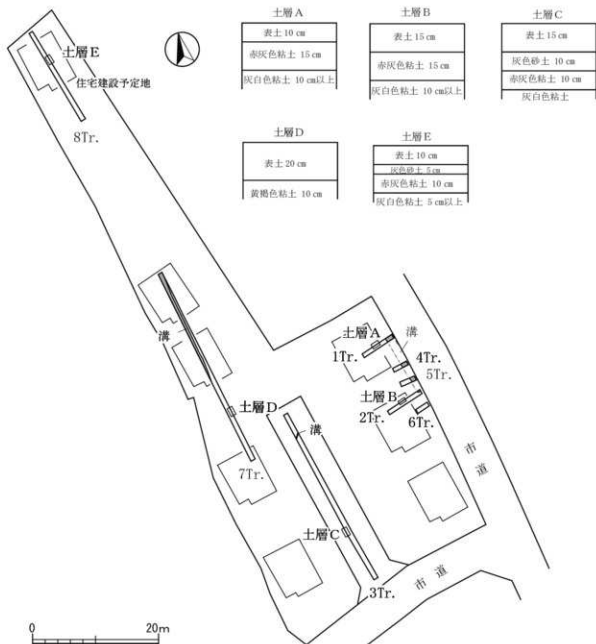 土層A
表土 10 ㎝
赤灰色粘土 15 ㎝
灰白色粘土 10 ㎝以上
土層B
表土 15 ㎝
赤灰色粘土 15 ㎝
灰白色粘土 10 ㎝以上
土層C
表土 15 ㎝
灰色砂土 10 ㎝
赤灰色粘土 10 ㎝
灰白色粘土
土層D
表土 20 ㎝
黄褐色粘土 10 ㎝
土層E
表土 10 ㎝
灰色砂土 5 ㎝
赤灰色粘土 10 ㎝
灰白色粘土 5 ㎝以上
土層E
住宅建設予定地
8Tr.
溝
土層D
7Tr.
溝
土層C
3Tr.
土層A
溝
1Tr.
4Tr.
5Tr.
土層B
2Tr.
6Tr.
市道
市道
0
20m